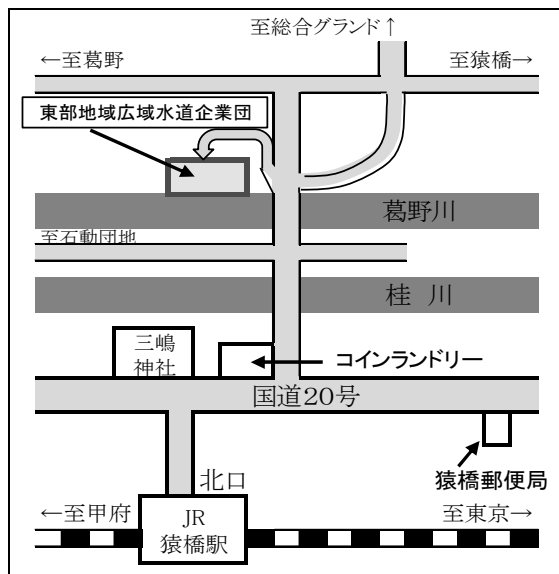 至総合グランド↑
←至葛野
至猿橋→
東部地域広域水道企業団
葛野川
至石動団地
桂 川
三嶋
神社
コインランドリー
国道20号
北口
猿橋郵便局
←至甲府
JR
猿橋駅
至東京→